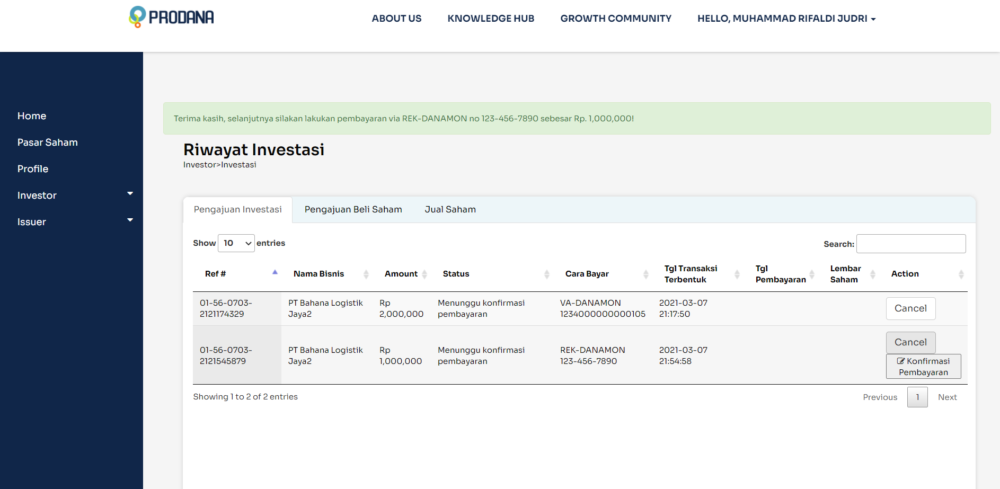 PRODANA
ABOUT US KNOWLEDGE HUB GROWTH COMMUNITY HELLO, MUHAMMAD RIFALDI JUDRI
Home
Pasar Saham
Profile
Investor
Issuer
Terima kasih, selanjutnya silakan lakukan pembayaran via REK-DANAMON no 123-456-7890 sebesar Rp. 1,000,000!
Riwayat Investasi
Investor>Investasi
Pengajuan Investasi Pengajuan Beli Saham Jual Saham
Show 10 entries Search:
Ref # Nama Bisnis Amount Status Cara Bayar Tgl Transaksi Terbentuk Tgl Pembayaran Lembar Saham Action
01-56-0703- PT Bahana Logistik Rp Menunggu konfirmasi VA-DANAMON 2021-03-07 Cancel
2121174329 Jaya2 2,000,000 pembayaran 1234000000000105 21:17:50
01-56-0703- PT Bahana Logistik Rp Menunggu konfirmasi REK-DANAMON 2021-03-07 Cancel
2121545879 Jaya2 1,000,000 pembayaran 123-456-7890 21:54:58 Konfirmasi
Pembayaran
Showing 1 to 2 of 2 entries Previous 1 Next